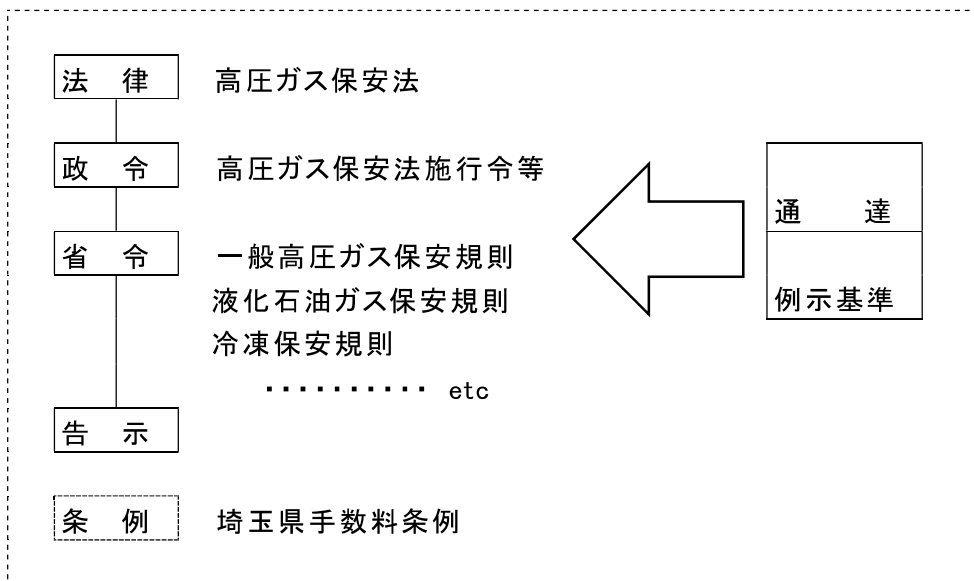 法 律 高圧ガス保安法
政 令 高圧ガス保安法施行令等
通 達
省 令 一般高圧ガス保安規則
液化石油ガス保安規則
例示基準
冷凍保安規則
・・・・・・・・・・ etc
告 示
条 例 埼玉県手数料条例